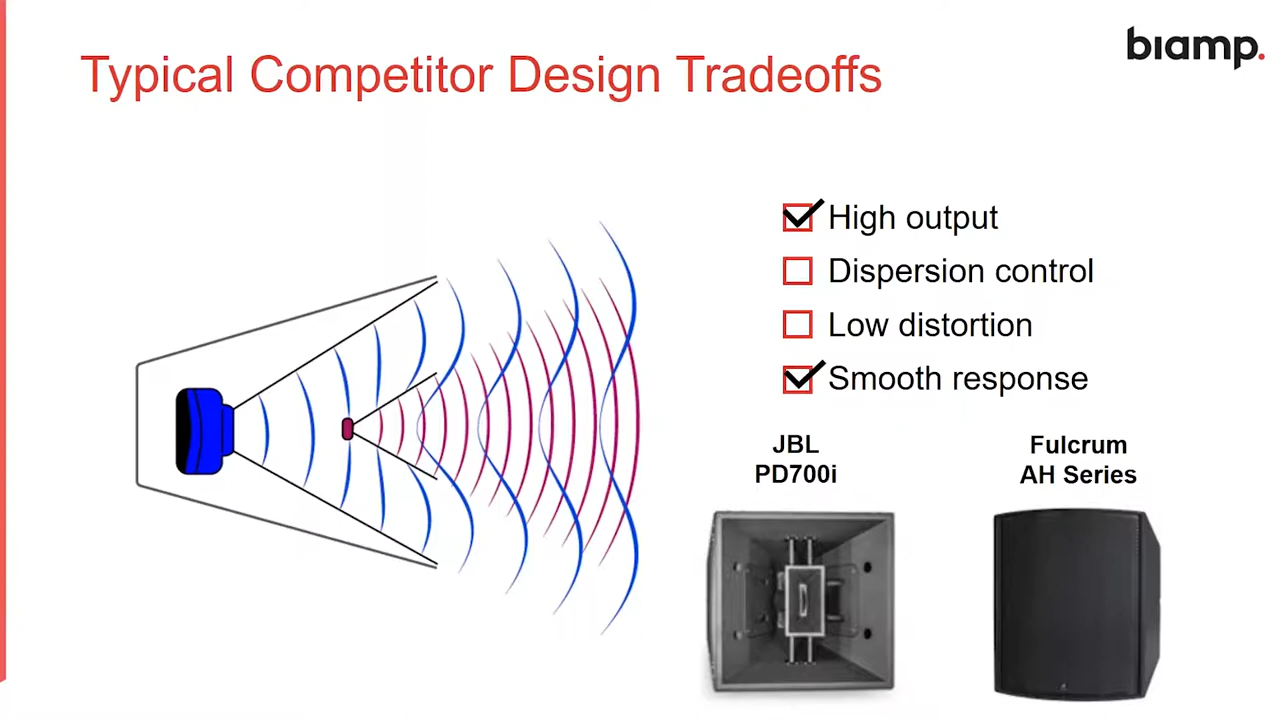 biamp.
Typical Competitor Design Tradeoffs
High output
Dispersion control
Low distortion
Smooth response
JBL
PD700i
Fulcrum
AH Series